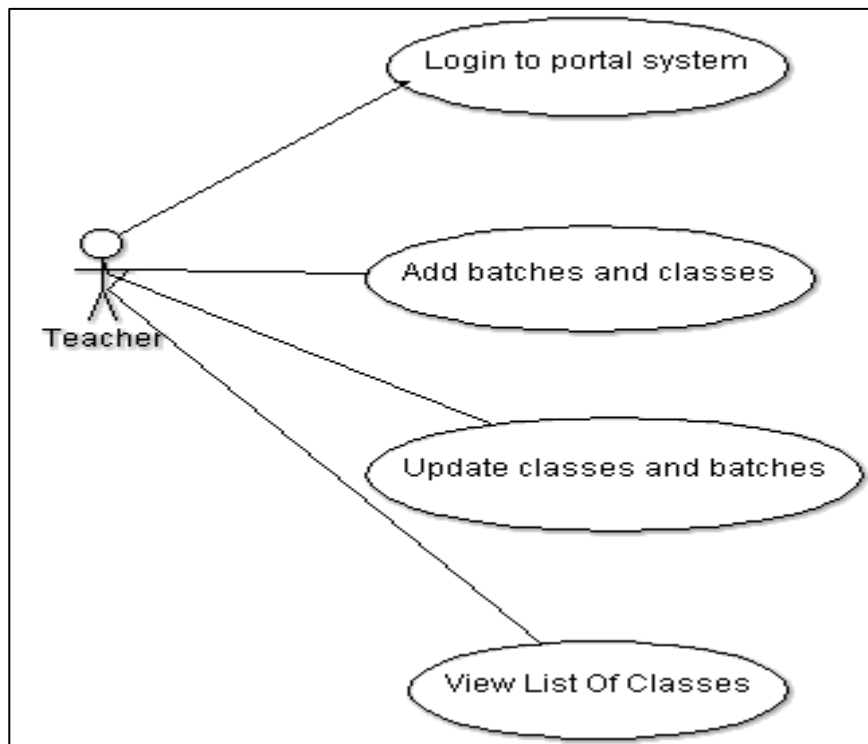 Login to portal system
Add batches and classes
Teacher
Update classes and batches
View List Of Classes